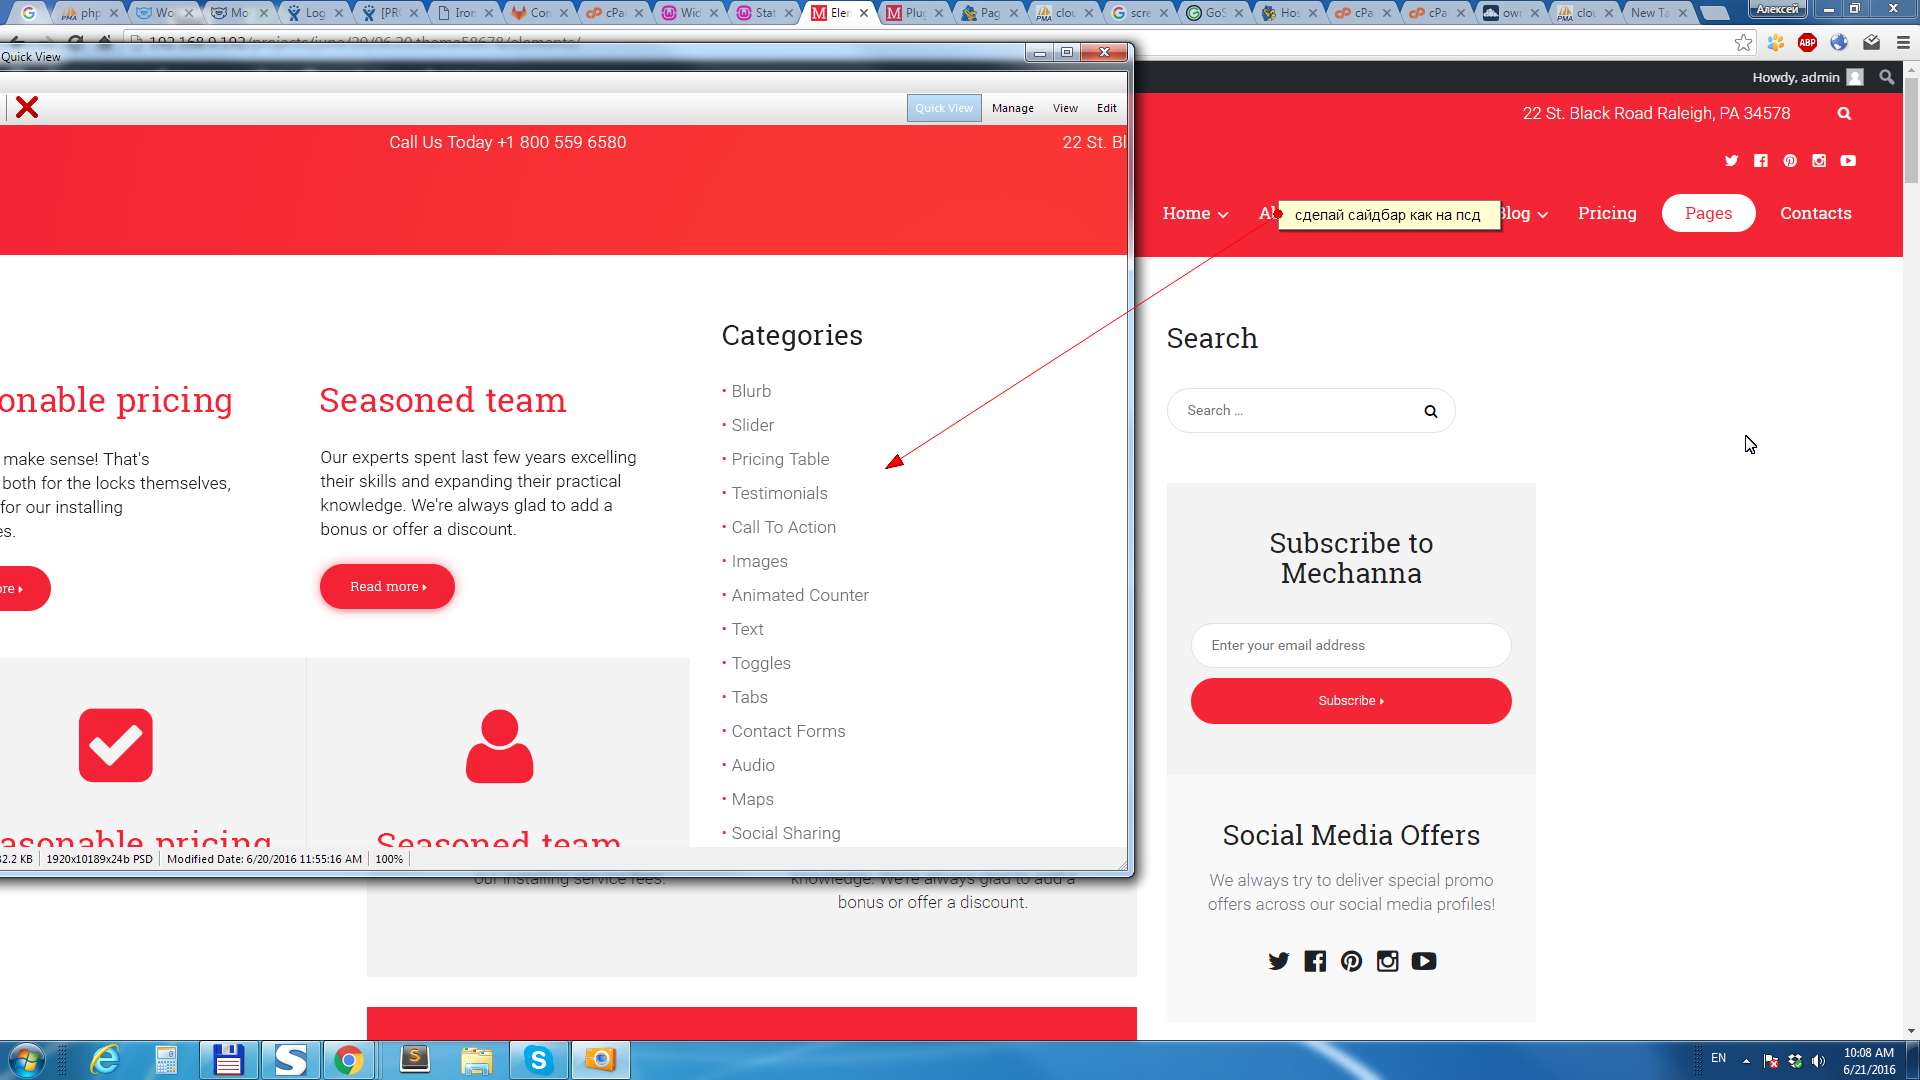 php
Wo
Mo
Log
[PR
Iron
Con
cPa
Wid
Stat
Elen
Plug
Pag
clou
scre
GoS
Hos
cPa
cPa
own
clou
New Ta
Алексей
Quick View
Howdy, admin
Quick View
Manage
View
Edit
22 St. Black Road Raleigh, PA 34578
Call Us Today +1 800 559 6580
22 St. Bl
Home
сделай сайдбар как на псд
Blog
Pricing
Pages
Contacts
Categories
Search
onable pricing
Seasoned team
Blurb
Slider
Pricing Table
Testimonials
Call To Action
Images
Animated Counter
Text
Toggles
Tabs
Contact Forms
Audio
Maps
Social Sharing
Search ...
make sense! That's
both for the locks themselves,
for our installing
es.
Our experts spent last few years excelling
their skills and expanding their practical
knowledge. We're always glad to add a
bonus or offer a discount.
ore
Read more
Subscribe to
Mechanna
Enter your email address
Subscribe
asonable pricing
Seasoned team
Social Media Offers
We always try to deliver special promo
offers across our social media profiles!
32.2 KB
1920x10189x24b PSD
Modified Date: 6/20/2016 11:55:16 AM
100%
our installing service fees.
knowledge. We're always glad to add a
bonus or offer a discount.
EN
10:08 AM
6/21/2016